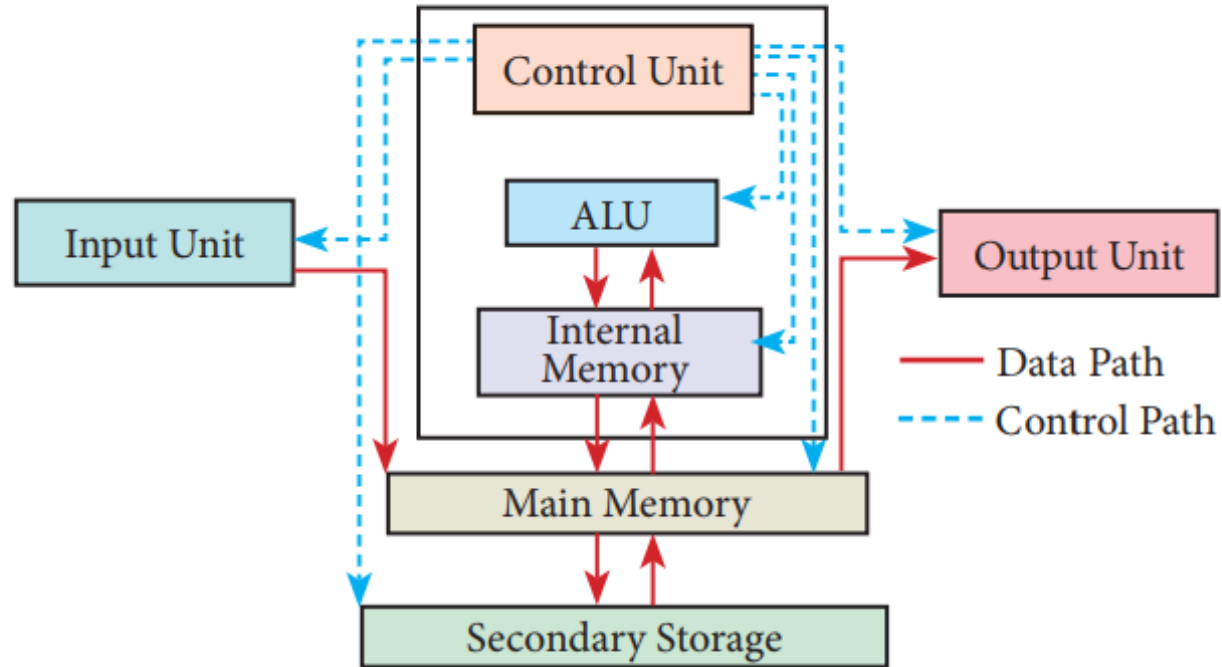 Control Unit
ALU
Input Unit
Output Unit
Internal
Memory
Data Path
Control Path
Main Memory
Secondary Storage